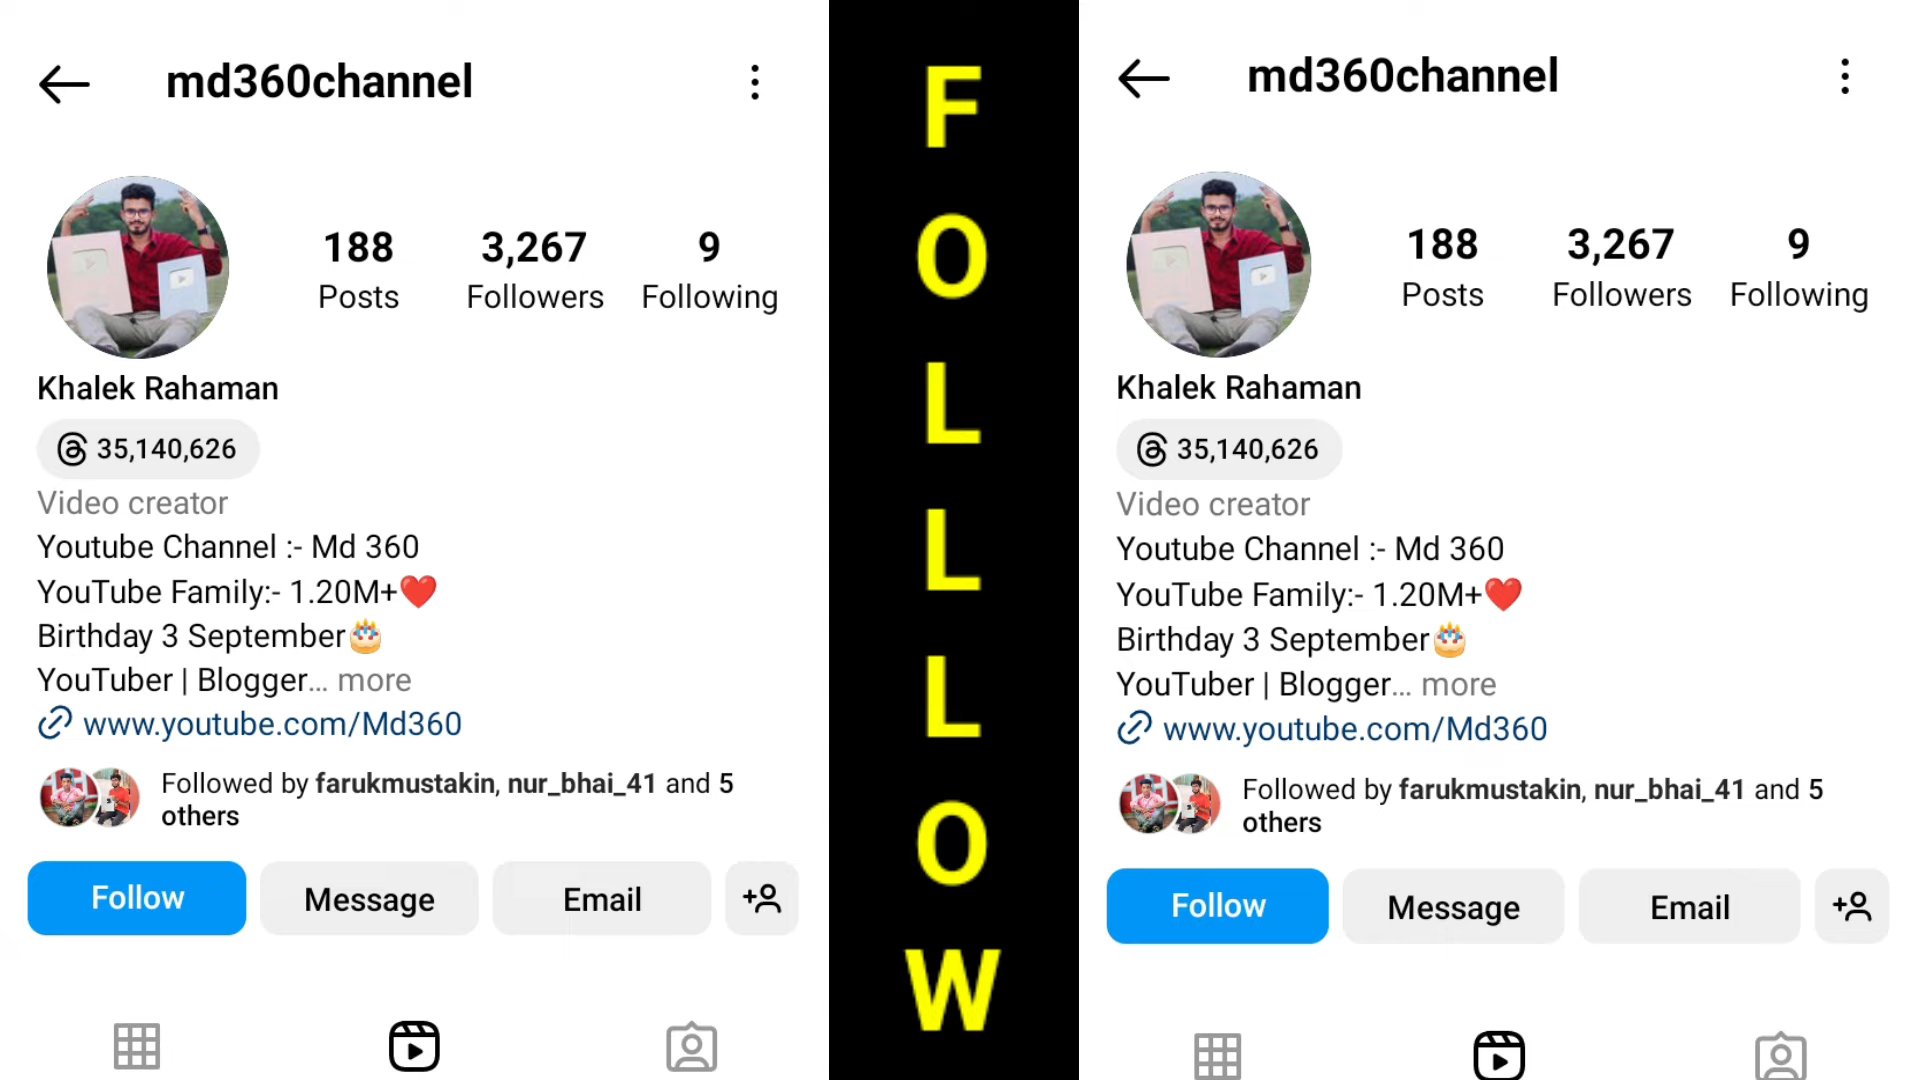 md360channel
188 3,267 9
Posts Followers Following
Khalek Rahaman
35,140,626
Video creator
Youtube Channel :- Md 360
YouTube Family:- 1.20M+❤️
Birthday 3 September🎂
YouTuber | Blogger... more
www.youtube.com/Md360
Followed by farukmustakin, nur_bhai_41 and 5
others
Follow Message Email
F
O
L
L
L
O
W
md360channel
188 3,267 9
Posts Followers Following
Khalek Rahaman
35,140,626
Video creator
Youtube Channel :- Md 360
YouTube Family:- 1.20M+❤️
Birthday 3 September🎂
YouTuber | Blogger... more
www.youtube.com/Md360
Followed by farukmustakin, nur_bhai_41 and 5
others
Follow Message Email